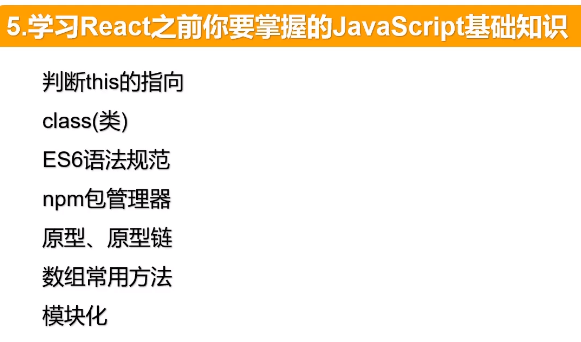 5.学习React之前你要掌握的JavaScript基础知识
判断this的指向
class(类)
ES6语法规范
npm包管理器
原型、原型链
数组常用方法
模块化